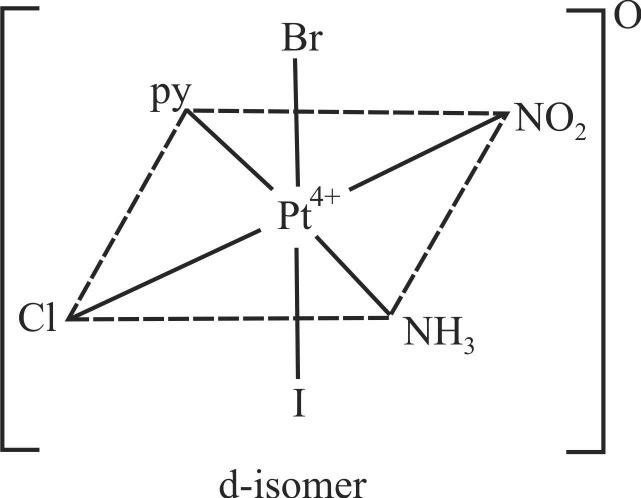 O
Br
py
NO₂
Pt⁴⁺
Cl
NH₃
I
d-isomer